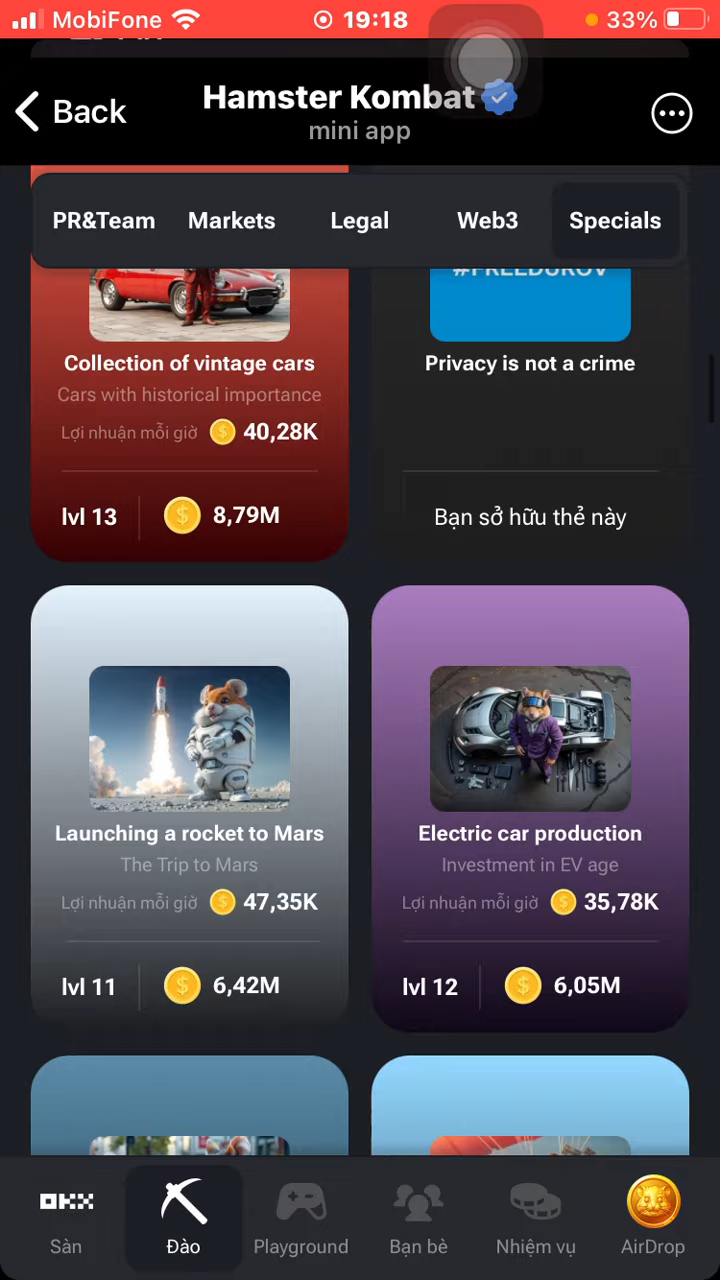 MobiFone
19:18
33%
Back
Hamster Kombat
mini app
PR&Team
Markets
Legal
Web3
Specials
#FREEDUROV
Collection of vintage cars
Cars with historical importance
Lợi nhuận mỗi giờ 40,28K
lvl 13
8,79M
Privacy is not a crime
Bạn sở hữu thẻ này
Launching a rocket to Mars
The Trip to Mars
Lợi nhuận mỗi giờ 47,35K
lvl 11
6,42M
Electric car production
Investment in EV age
Lợi nhuận mỗi giờ 35,78K
lvl 12
6,05M
OKX
Sàn
Đào
Playground
Bạn bè
Nhiệm vụ
AirDrop